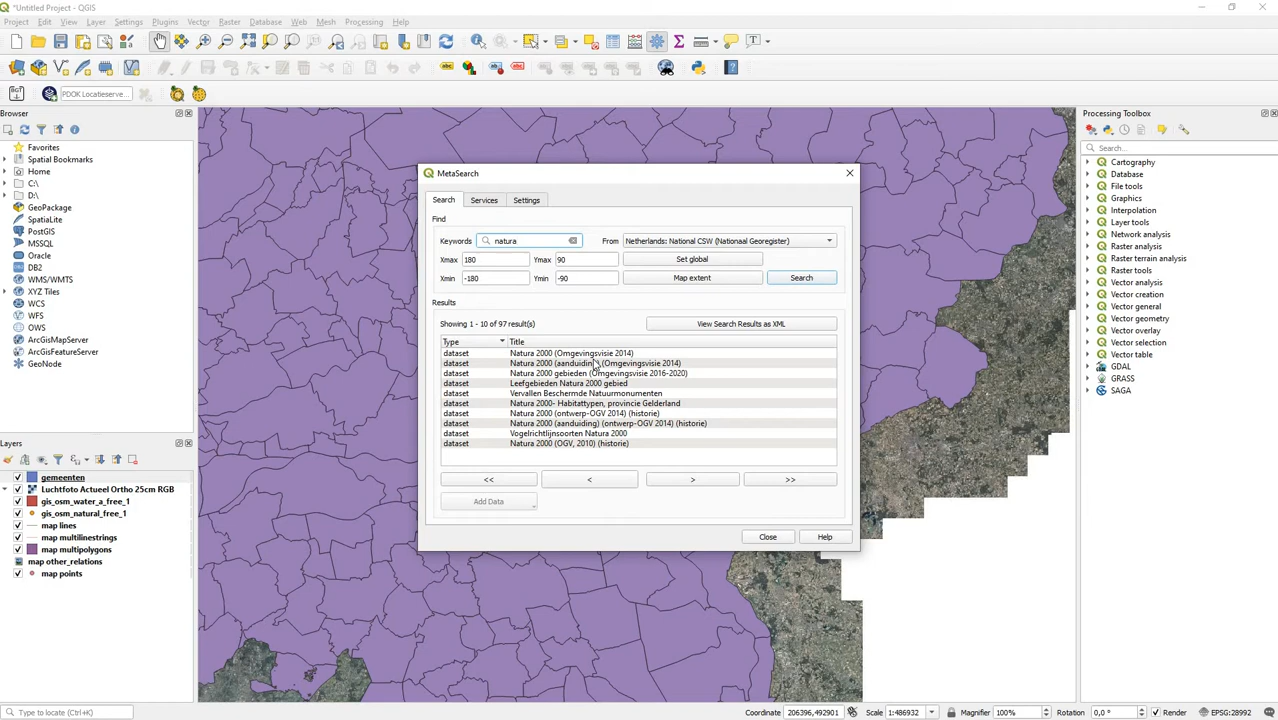 *Untitled Project - QGIS
Project Edit View Layer Settings Plugins Vector Raster Database Web Mesh Processing Help
PDOK Locatieserve...
Browser
Favorites
Spatial Bookmarks
Home
C:\
D:\
GeoPackage
SpatiaLite
PostGIS
MSSQL
Oracle
DB2
WMS/WMTS
XYZ Tiles
WCS
WFS
OWS
ArcGisMapServer
ArcGisFeatureServer
GeoNode
Layers
gemeenten
Luchtfoto Actueel Ortho 25cm RGB
gis_osm_water_a_free_1
gis_osm_natural_free_1
map lines
map multilinestrings
map multipolygons
map other_relations
map points
MetaSearch
Search Services Settings
Find
Keywords natura From Netherlands: National CSW (Nationaal Georegister)
Xmax 180 Ymax 90 Set global
Xmin -180 Ymin -90 Map extent Search
Results
Showing 1 - 10 of 97 result(s) View Search Results as XML
Type Title
dataset Natura 2000 (Omgevingsvisie 2014)
dataset Natura 2000 (aanduiding) (Omgevingsvisie 2014)
dataset Natura 2000 gebieden (Omgevingsvisie 2016-2020)
dataset Leefgebieden Natura 2000 gebied
dataset Vervallen Beschermde Natuurmonumenten
dataset Natura 2000- Habitattypen, provincie Gelderland
dataset Natura 2000 (ontwerp-OGV 2014) (historie)
dataset Natura 2000 (aanduiding) (ontwerp-OGV 2014) (historie)
dataset Vogelrichtlijnsoorten Natura 2000
dataset Natura 2000 (OGV, 2010) (historie)
<< < > >>
Add Data
Close Help
Processing Toolbox
Search...
Cartography
Database
File tools
Graphics
Interpolation
Layer tools
Network analysis
Raster analysis
Raster terrain analysis
Raster tools
Vector analysis
Vector creation
Vector general
Vector geometry
Vector overlay
Vector selection
Vector table
GDAL
GRASS
SAGA
Type to locate (Ctrl+K) Coordinate 206396,492901 Scale 1:486932 Magnifier 100% Rotation 0,0 ° Render EPSG:28992